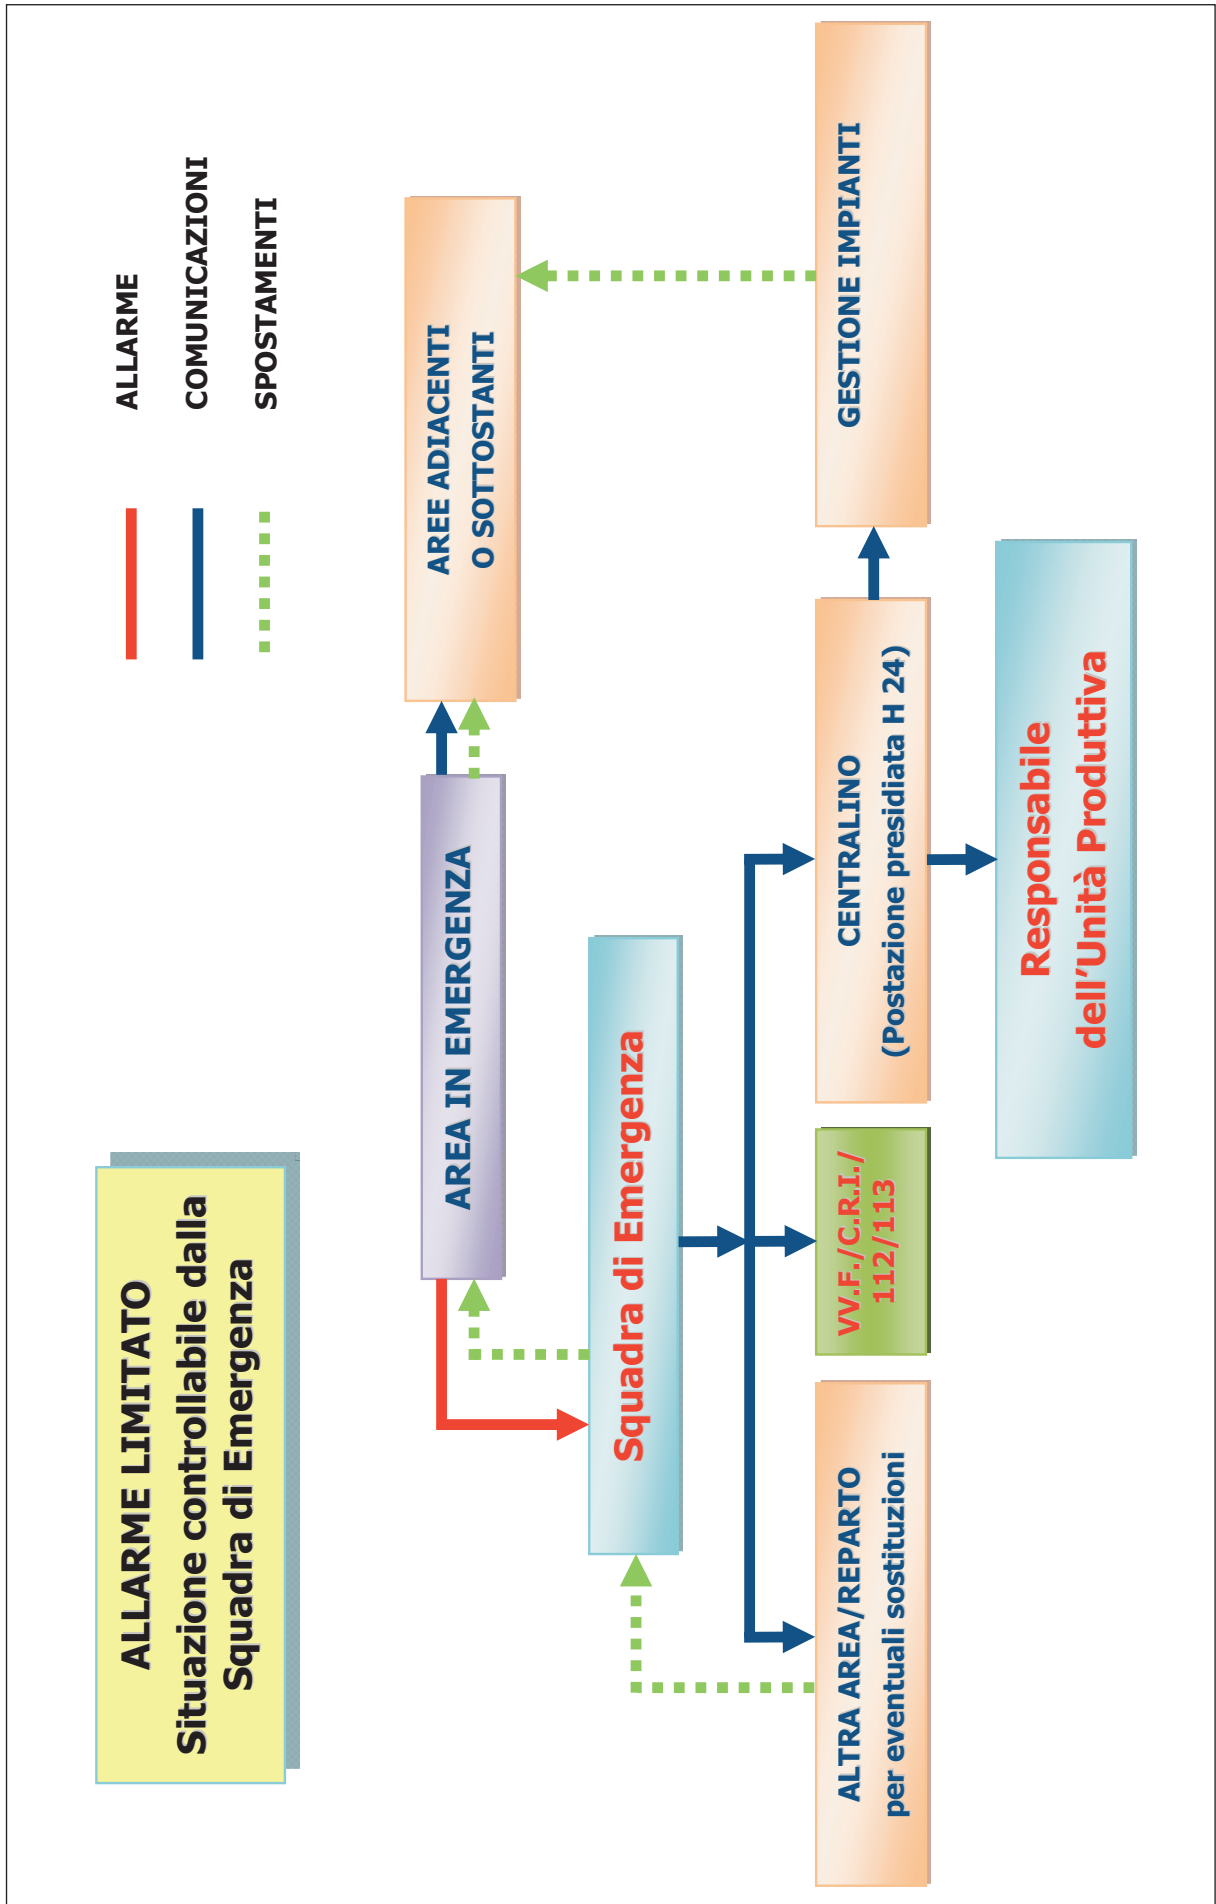 ALLARME LIMITATO
Situazione controllabile dalla
Squadra di Emergenza
ALLARME
COMUNICAZIONI
SPOSTAMENTI
AREA IN EMERGENZA
AREE ADIACENTI
O SOTTOSTANTI
Squadra di Emergenza
ALTRA AREA/REPARTO
per eventuali sostituzioni
VV.F./C.R.I./
112/113
CENTRALINO
(Postazione presidiata H 24)
GESTIONE IMPIANTI
Responsabile
dell'Unità Produttiva